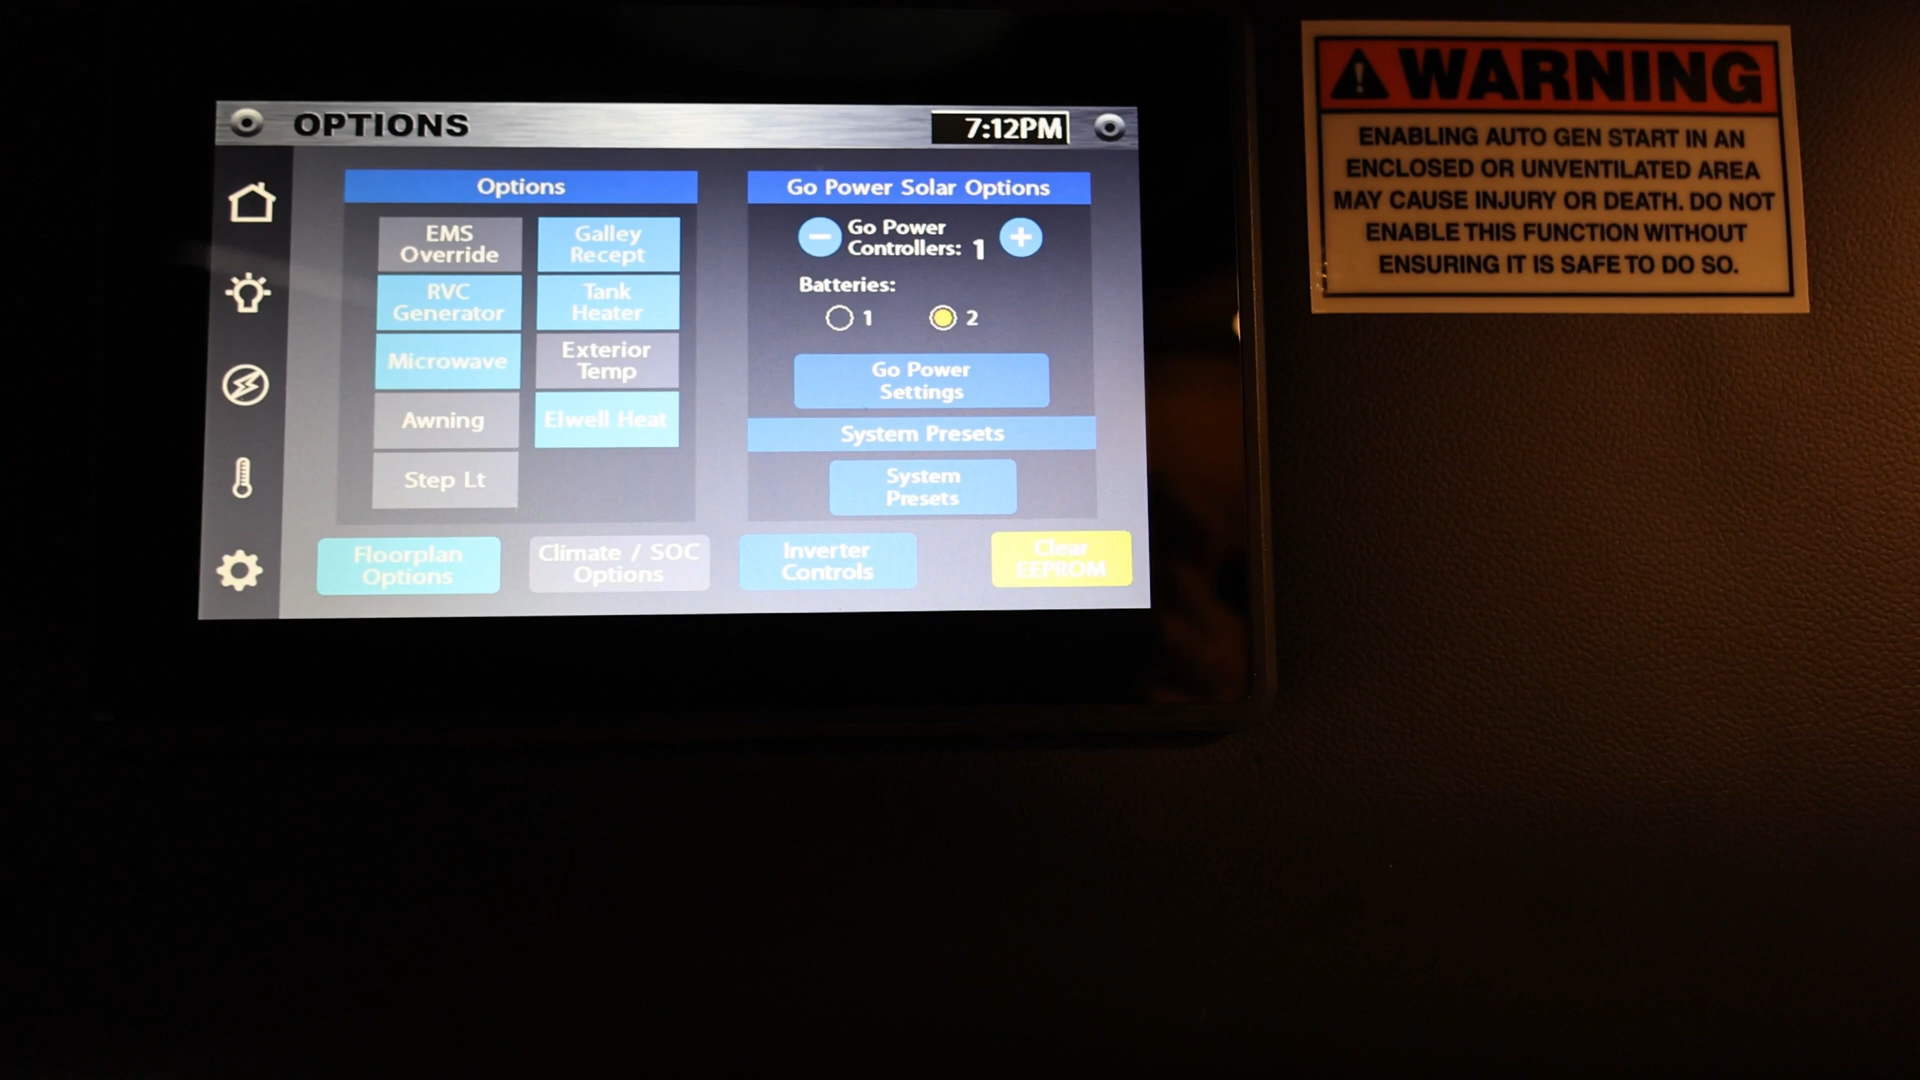 OPTIONS
7:12PM
Options
EMS
Override
Galley
Recept
RVC
Generator
Tank
Heater
Microwave
Exterior
Temp
Awning
Elwell Heat
Step Lt
Go Power Solar Options
Go Power
Controllers: 1
Batteries:
1 2
Go Power
Settings
System Presets
System
Presets
Floorplan
Options
Climate / SOC
Options
Inverter
Controls
Clear
EEPROM
WARNING
ENABLING AUTO GEN START IN AN
ENCLOSED OR UNVENTILATED AREA
MAY CAUSE INJURY OR DEATH. DO NOT
ENABLE THIS FUNCTION WITHOUT
ENSURING IT IS SAFE TO DO SO.